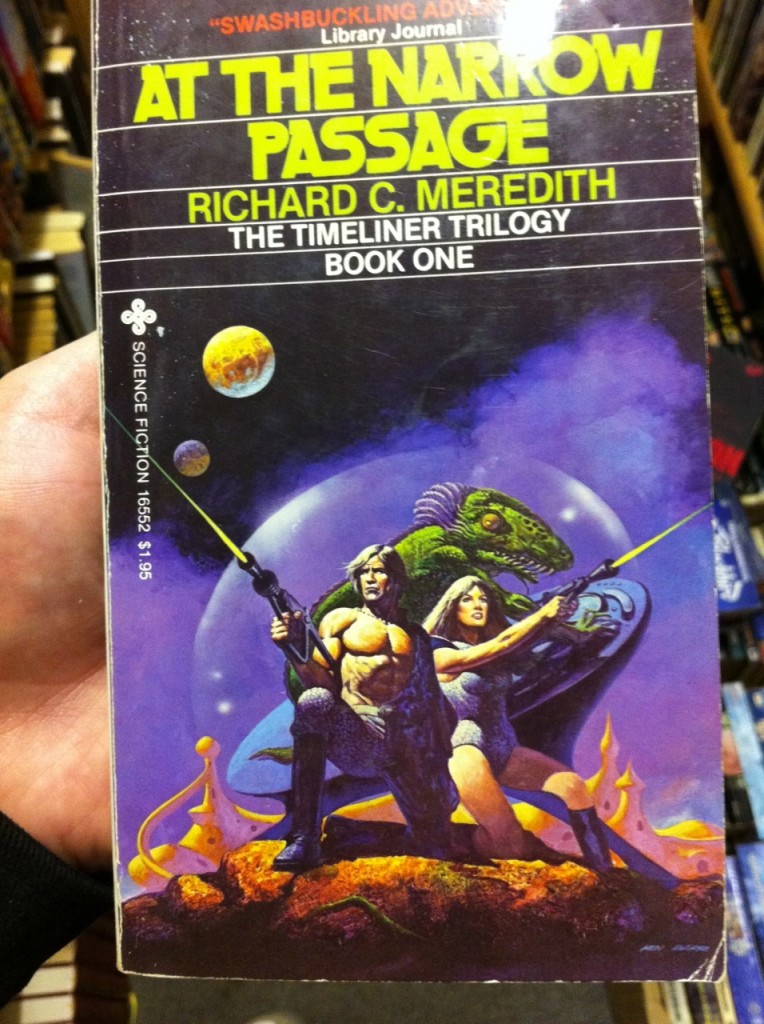 "SWASHBUCKLING
Library Journal
AT THE NARROW
PASSAGE
RICHARD C. MEREDITH
THE TIMELINER TRILOGY
BOOK ONE
SCIENCE FICTION 16552 $1.95